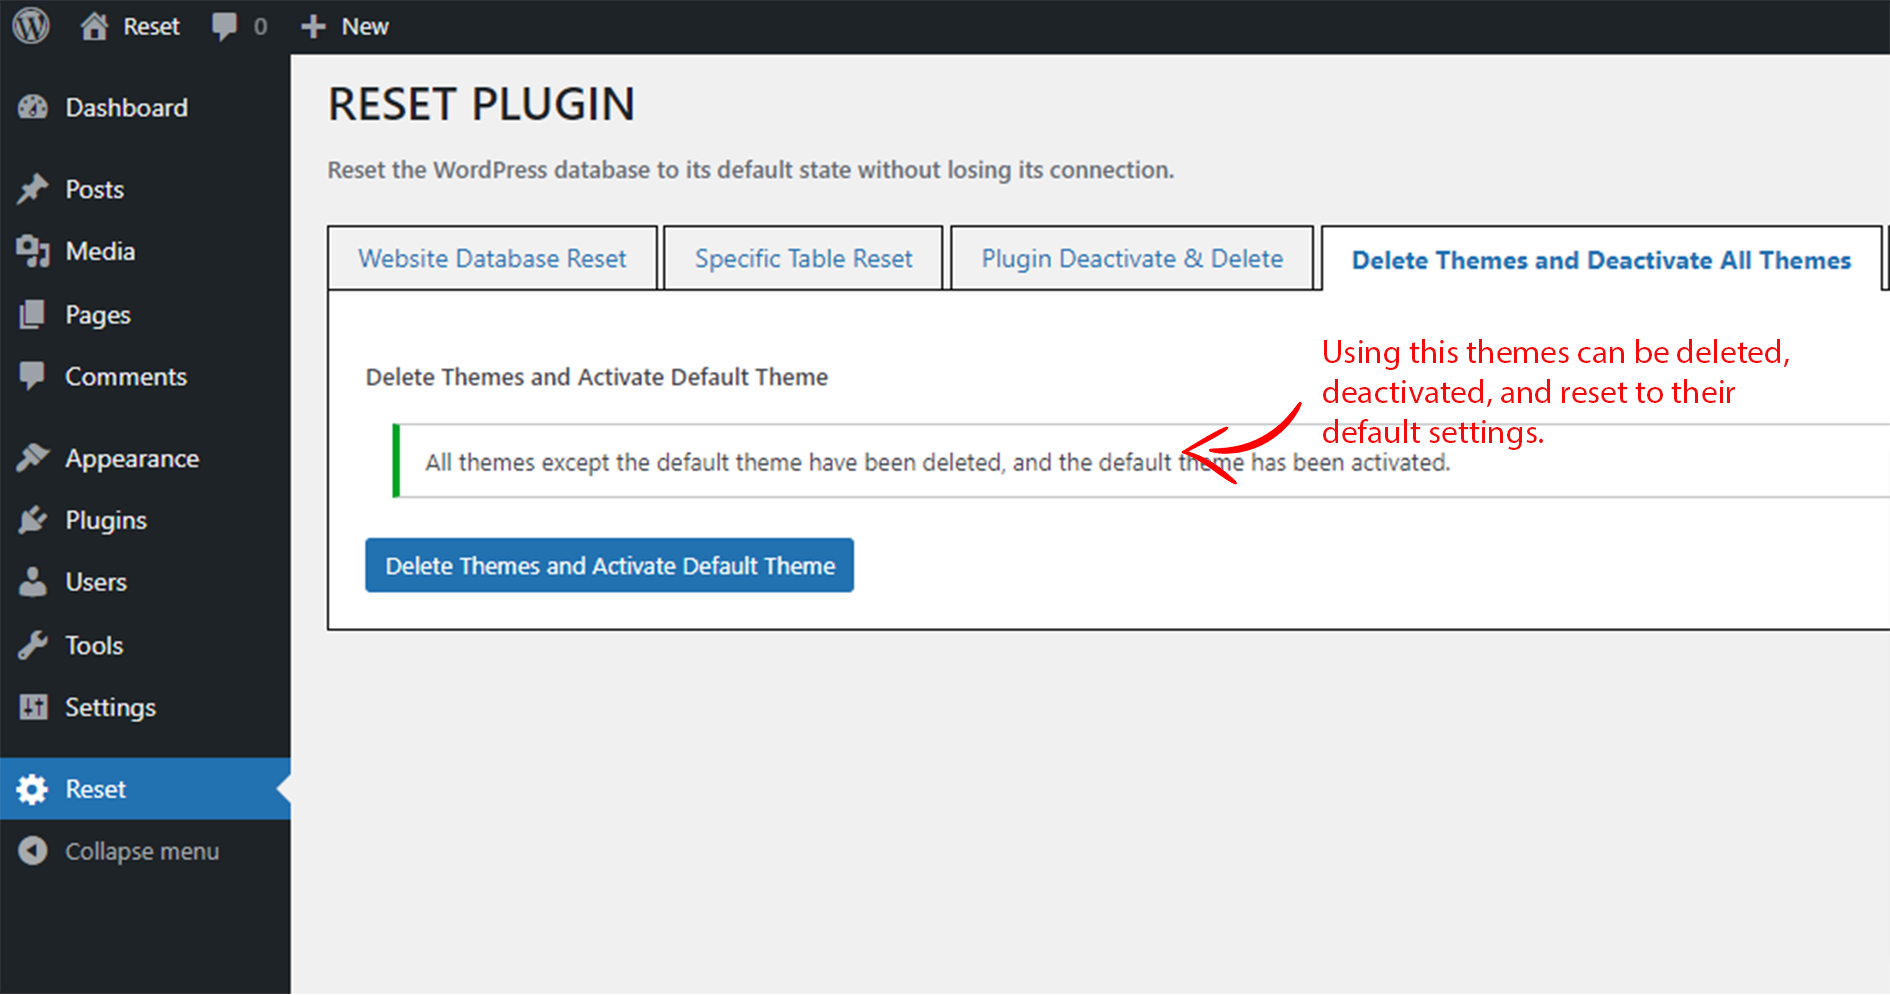 Reset
0
New
Dashboard
Posts
Media
Pages
Comments
Appearance
Plugins
Users
Tools
Settings
Reset
Collapse menu
RESET PLUGIN
Reset the WordPress database to its default state without losing its connection.
Website Database Reset
Specific Table Reset
Plugin Deactivate & Delete
Delete Themes and Deactivate All Themes
Using this themes can be deleted,
deactivated, and reset to their
default settings.
Delete Themes and Activate Default Theme
All themes except the default theme have been deleted, and the default theme has been activated.
Delete Themes and Activate Default Theme